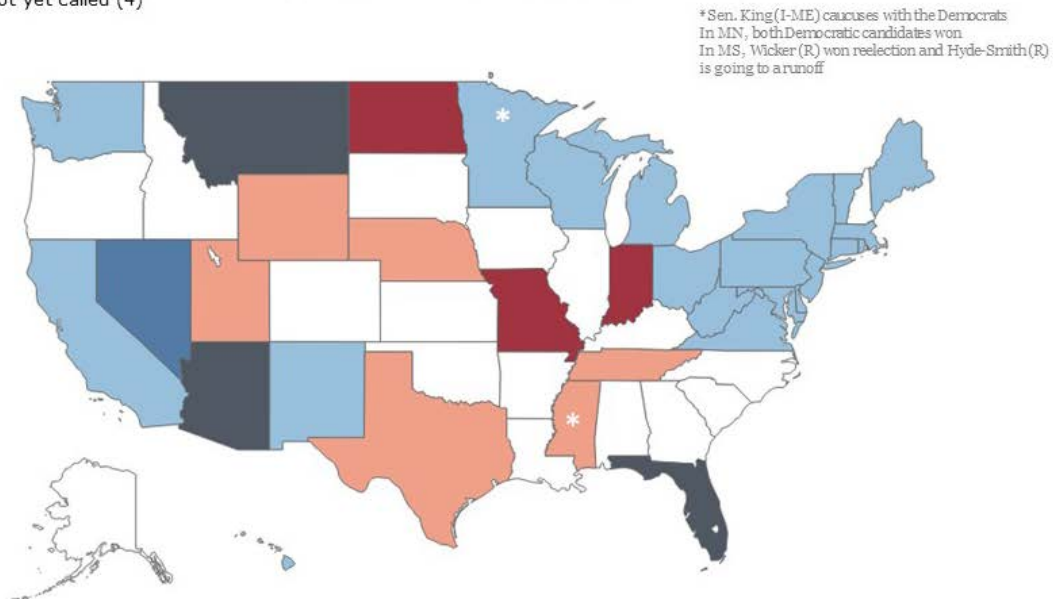 yet called (4)
*Sen. King (I-ME) caucuses with the Democrats
In MN, both Democratic candidates won
In MS, Wicker (R) won reelection and Hyde-Smith (R)
is going to a runoff
*
*